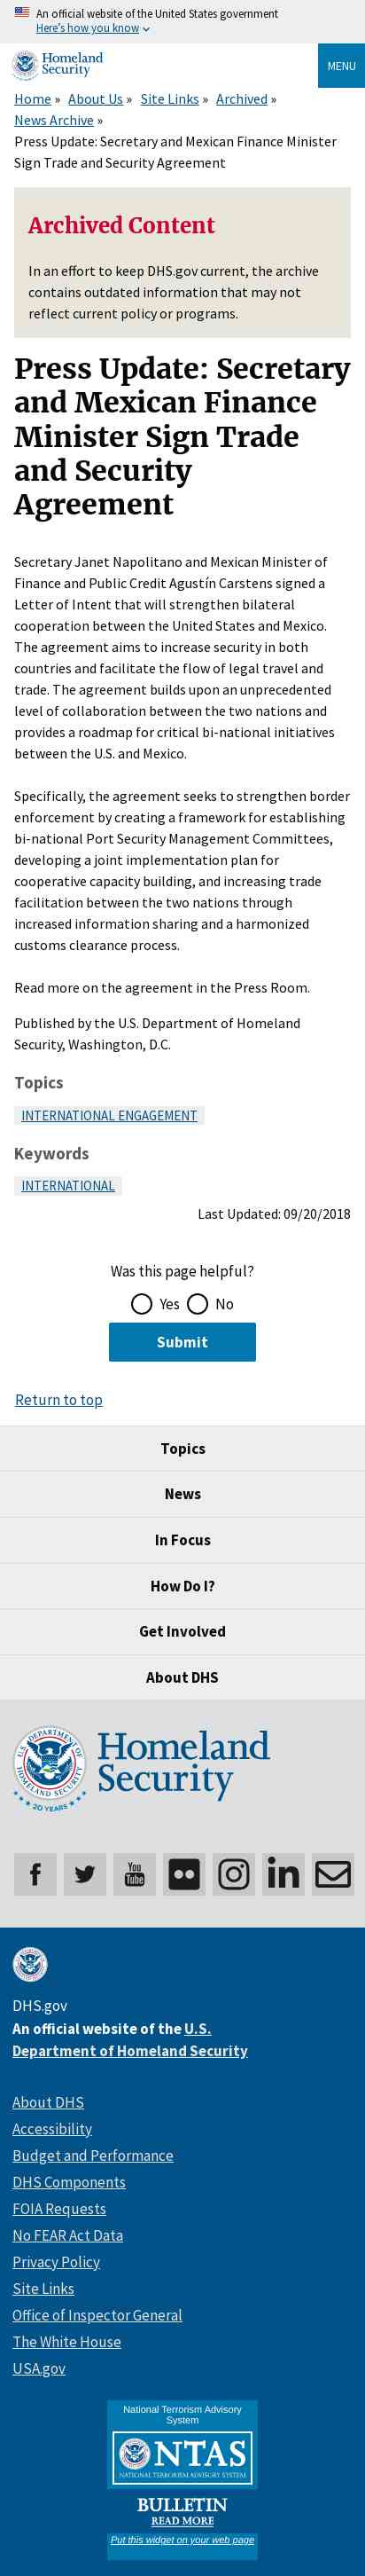 An official website of the United States government
Here's how you know
Homeland
Security
MENU
Home » About Us » Site Links » Archived »
News Archive »
Press Update: Secretary and Mexican Finance Minister
Sign Trade and Security Agreement
Archived Content
In an effort to keep DHS.gov current, the archive
contains outdated information that may not
reflect current policy or programs.
Press Update: Secretary
and Mexican Finance
Minister Sign Trade
and Security
Agreement
Secretary Janet Napolitano and Mexican Minister of
Finance and Public Credit Agustín Carstens signed a
Letter of Intent that will strengthen bilateral
cooperation between the United States and Mexico.
The agreement aims to increase security in both
countries and facilitate the flow of legal travel and
trade. The agreement builds upon an unprecedented
level of collaboration between the two nations and
provides a roadmap for critical bi-national initiatives
between the U.S. and Mexico.
Specifically, the agreement seeks to strengthen border
enforcement by creating a framework for establishing
bi-national Port Security Management Committees,
developing a joint implementation plan for
cooperative capacity building, and increasing trade
facilitation between the two nations through
increased information sharing and a harmonized
customs clearance process.
Read more on the agreement in the Press Room.
Published by the U.S. Department of Homeland
Security, Washington, D.C.
Topics
INTERNATIONAL ENGAGEMENT
Keywords
INTERNATIONAL
Last Updated: 09/20/2018
Was this page helpful?
Yes No
Submit
Return to top
Topics
News
In Focus
How Do I?
Get Involved
About DHS
U.S. DEPARTMENT OF HOMELAND SECURITY
20 YEARS
Homeland
Security
f You Tube in
DHS.gov
An official website of the U.S.
Department of Homeland Security
About DHS
Accessibility
Budget and Performance
DHS Components
FOIA Requests
No FEAR Act Data
Privacy Policy
Site Links
Office of Inspector General
The White House
USA.gov
National Terrorism Advisory
System
NTAS
NATIONAL TERRORISM ADVISORY SYSTEM
BULLETIN
READ MORE
Put this widget on your web page